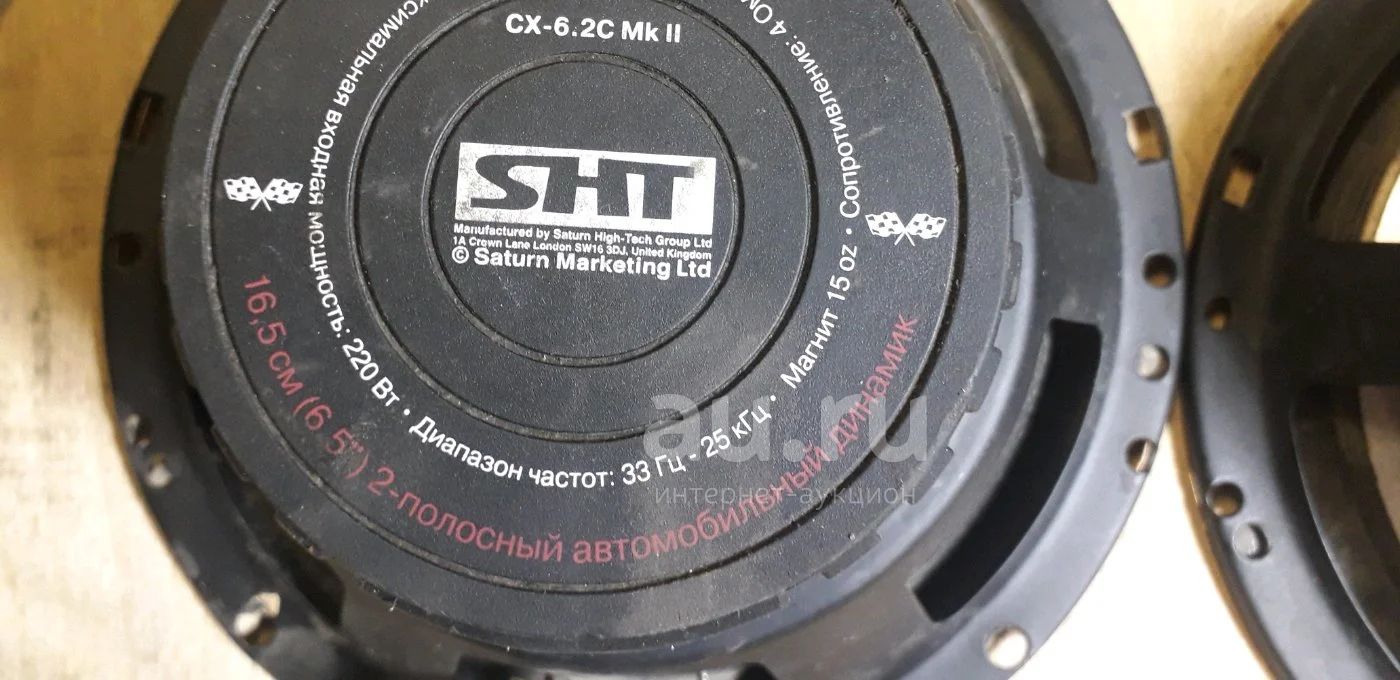 CX-6.2C Mk II
SHT
Manufactured by Saturn High-Tech Group Ltd
1A Crown Lane London SW16 3DJ, United Kingdom
© Saturn Marketing Ltd
входная мощность: 220 Вт • Диапазон частот: 33 Гц - 25 кГц • Магнит 15 oz • Сопротивление: 4
16,5 см (6 5") 2-полосный автомобильный динамик
au.ru
интернет-аукцион